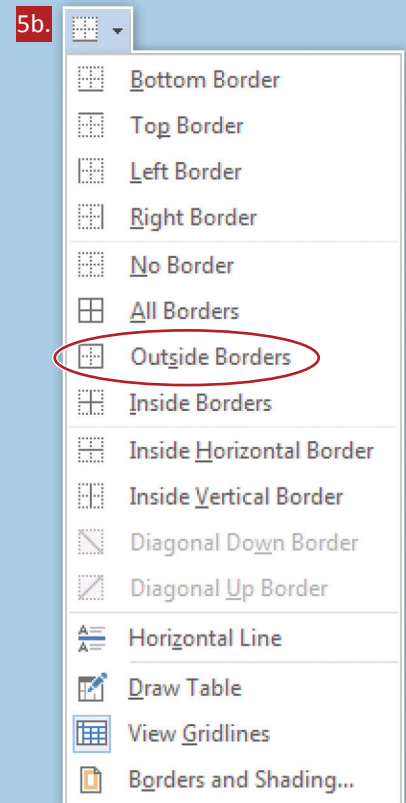 5b.
Bottom Border
Top Border
Left Border
Right Border
No Border
All Borders
Outside Borders
Inside Borders
Inside Horizontal Border
Inside Vertical Border
Diagonal Down Border
Diagonal Up Border
Horizontal Line
Draw Table
View Gridlines
Borders and Shading...